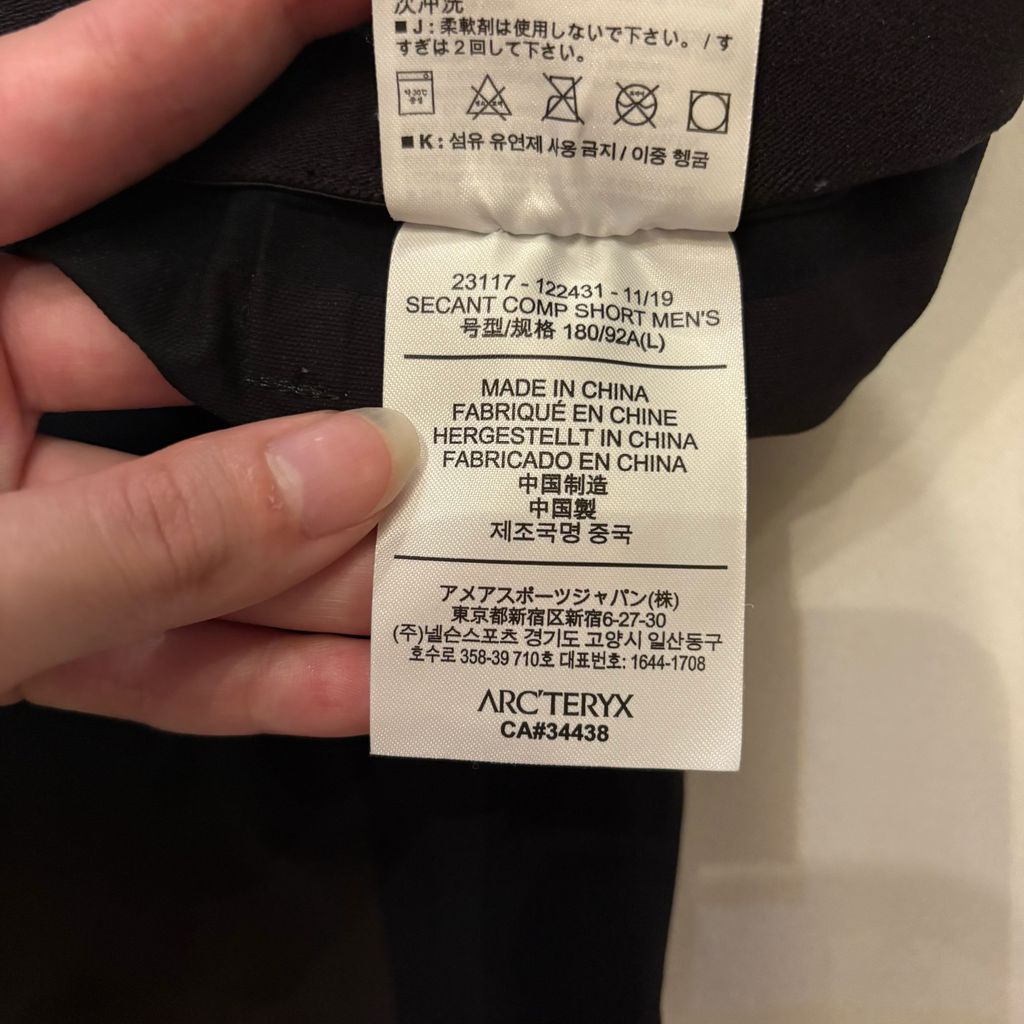 次沖洗
■J:柔軟剤は使用しないで下さい。/す
すぎは2回して下さい。
약 30℃
중성
■K:섬유 유연제 사용 금지/이중 헹굼
23117 - 122431 - 11/19
SECANT COMP SHORT MEN'S
号型/规格 180/92A(L)
MADE IN CHINA
FABRIQUÉ EN CHINE
HERGESTELLT IN CHINA
FABRICADO EN CHINA
中国制造
中国製
제조국명 중국
アメアスポーツジャパン(株)
東京都新宿区新宿6-27-30
(주)넬슨스포츠 경기도 고양시 일산동구
호수로 358-39 710호 대표번호: 1644-1708
ARC'TERYX
CA#34438